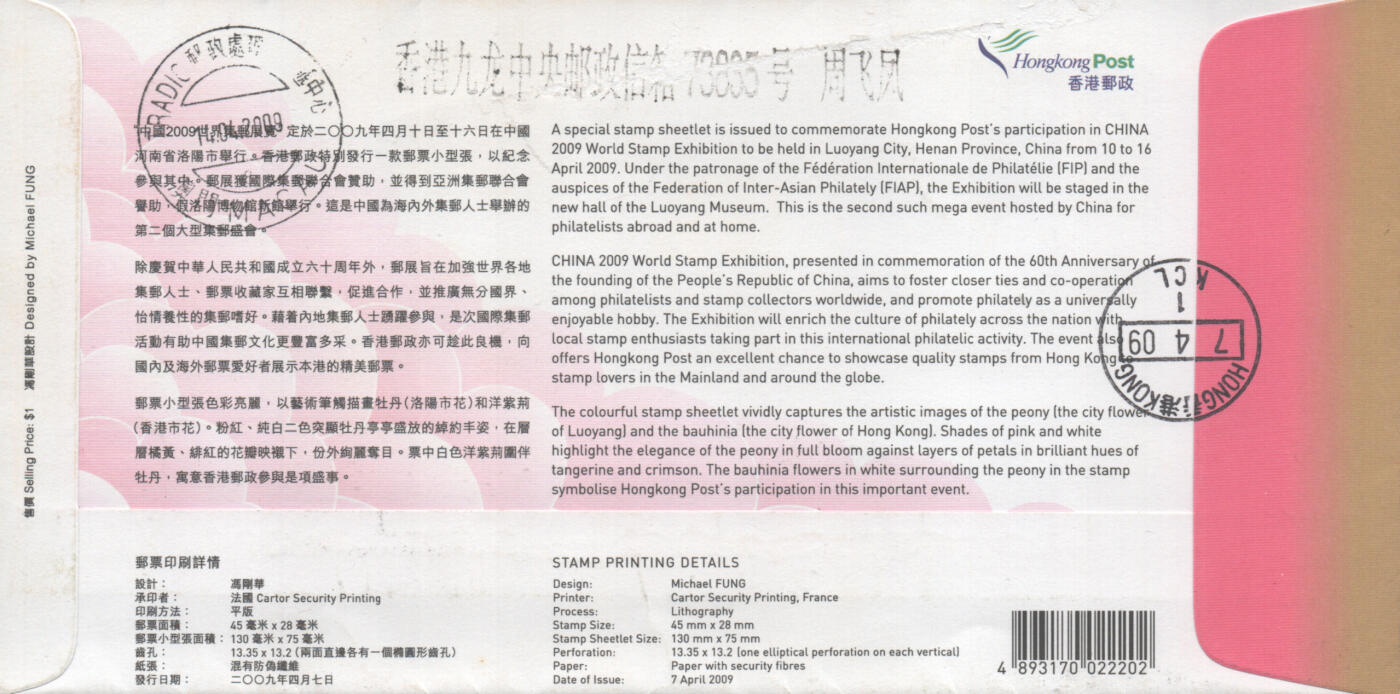 香港九龙中央邮政信箱 73835号 周飞凤
Hongkong Post
香港郵政
14.04.2009
中國2009世界集郵展覽，定於二〇〇九年四月十日至十六日在中國
河南省洛陽市舉行。香港郵政特別發行一款郵票小型張，以紀念
參與其中。郵展獲國際集郵聯合會贊助，並得到亞洲集郵聯合會
譽助，假洛陽博物館新館舉行。這是中國為海內外集郵人士舉辦的
第二個大型集郵盛會。
除慶賀中華人民共和國成立六十周年外，郵展旨在加強世界各地
集郵人士、郵票收藏家互相聯繫，促進合作，並推廣無分國界、
怡情養性的集郵嗜好。藉着內地集郵人士踴躍參與，是次國際集郵
活動有助中國集郵文化更豐富多采。香港郵政亦可趁此良機，向
國內及海外郵票愛好者展示本港的精美郵票。
郵票小型張色彩亮麗，以藝術筆觸描畫牡丹(洛陽市花)和洋紫荊
(香港市花)。粉紅、純白二色突顯牡丹亭亭盛放的綽約丰姿，在層
層橘黃、緋紅的花瓣映襯下，份外絢麗奪目。票中白色洋紫荊圍伴
牡丹，寓意香港郵政參與是項盛事。
A special stamp sheetlet is issued to commemorate Hongkong Post's participation in CHINA
2009 World Stamp Exhibition to be held in Luoyang City, Henan Province, China from 10 to 16
April 2009. Under the patronage of the Fédération Internationale de Philatélie (FIP) and the
auspices of the Federation of Inter-Asian Philately (FIAP), the Exhibition will be staged in the
new hall of the Luoyang Museum. This is the second such mega event hosted by China for
philatelists abroad and at home.
CHINA 2009 World Stamp Exhibition, presented in commemoration of the 60th Anniversary of
the founding of the People's Republic of China, aims to foster closer ties and co-operation
among philatelists and stamp collectors worldwide, and promote philately as a universally
enjoyable hobby. The Exhibition will enrich the culture of philately across the nation with
local stamp enthusiasts taking part in this international philatelic activity. The event also
offers Hongkong Post an excellent chance to showcase quality stamps from Hong Kong to
stamp lovers in the Mainland and around the globe.
The colourful stamp sheetlet vividly captures the artistic images of the peony (the city flower
of Luoyang) and the bauhinia (the city flower of Hong Kong). Shades of pink and white
highlight the elegance of the peony in full bloom against layers of petals in brilliant hues of
tangerine and crimson. The bauhinia flowers in white surrounding the peony in the stamp
symbolise Hongkong Post's participation in this important event.
HONG KONG 香港
7 4 09
1
KCL
售價 Selling Price: $1 馮剛華設計 Designed by Michael FUNG
郵票印刷詳情
設計： 馮剛華
承印者： 法國 Cartor Security Printing
印刷方法： 平版
郵票面積： 45 毫米 x 28 毫米
郵票小型張面積： 130 毫米 x 75 毫米
齒孔： 13.35 x 13.2 (兩面直邊各有一個橢圓形齒孔)
紙張： 混有防偽纖維
發行日期： 二〇〇九年四月七日
STAMP PRINTING DETAILS
Design: Michael FUNG
Printer: Cartor Security Printing, France
Process: Lithography
Stamp Size: 45 mm x 28 mm
Stamp Sheetlet Size: 130 mm x 75 mm
Perforation: 13.35 x 13.2 (one elliptical perforation on each vertical)
Paper: Paper with security fibres
Date of Issue: 7 April 2009
4 893170 022202